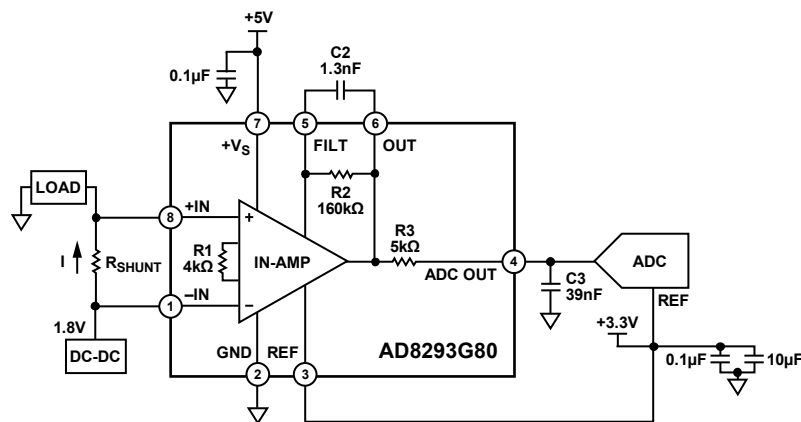 +5V
0.1µF
C2
1.3nF
7
5
6
+VS
FILT
OUT
LOAD
R2
160kΩ
+IN
8
+
R1
4kΩ
IN-AMP
R3
5kΩ
ADC OUT
4
ADC
I
RSHUNT
C3
39nF
REF
–IN
1
–
1.8V
DC-DC
GND
REF
AD8293G80
+3.3V
0.1µF
10µF
2
3